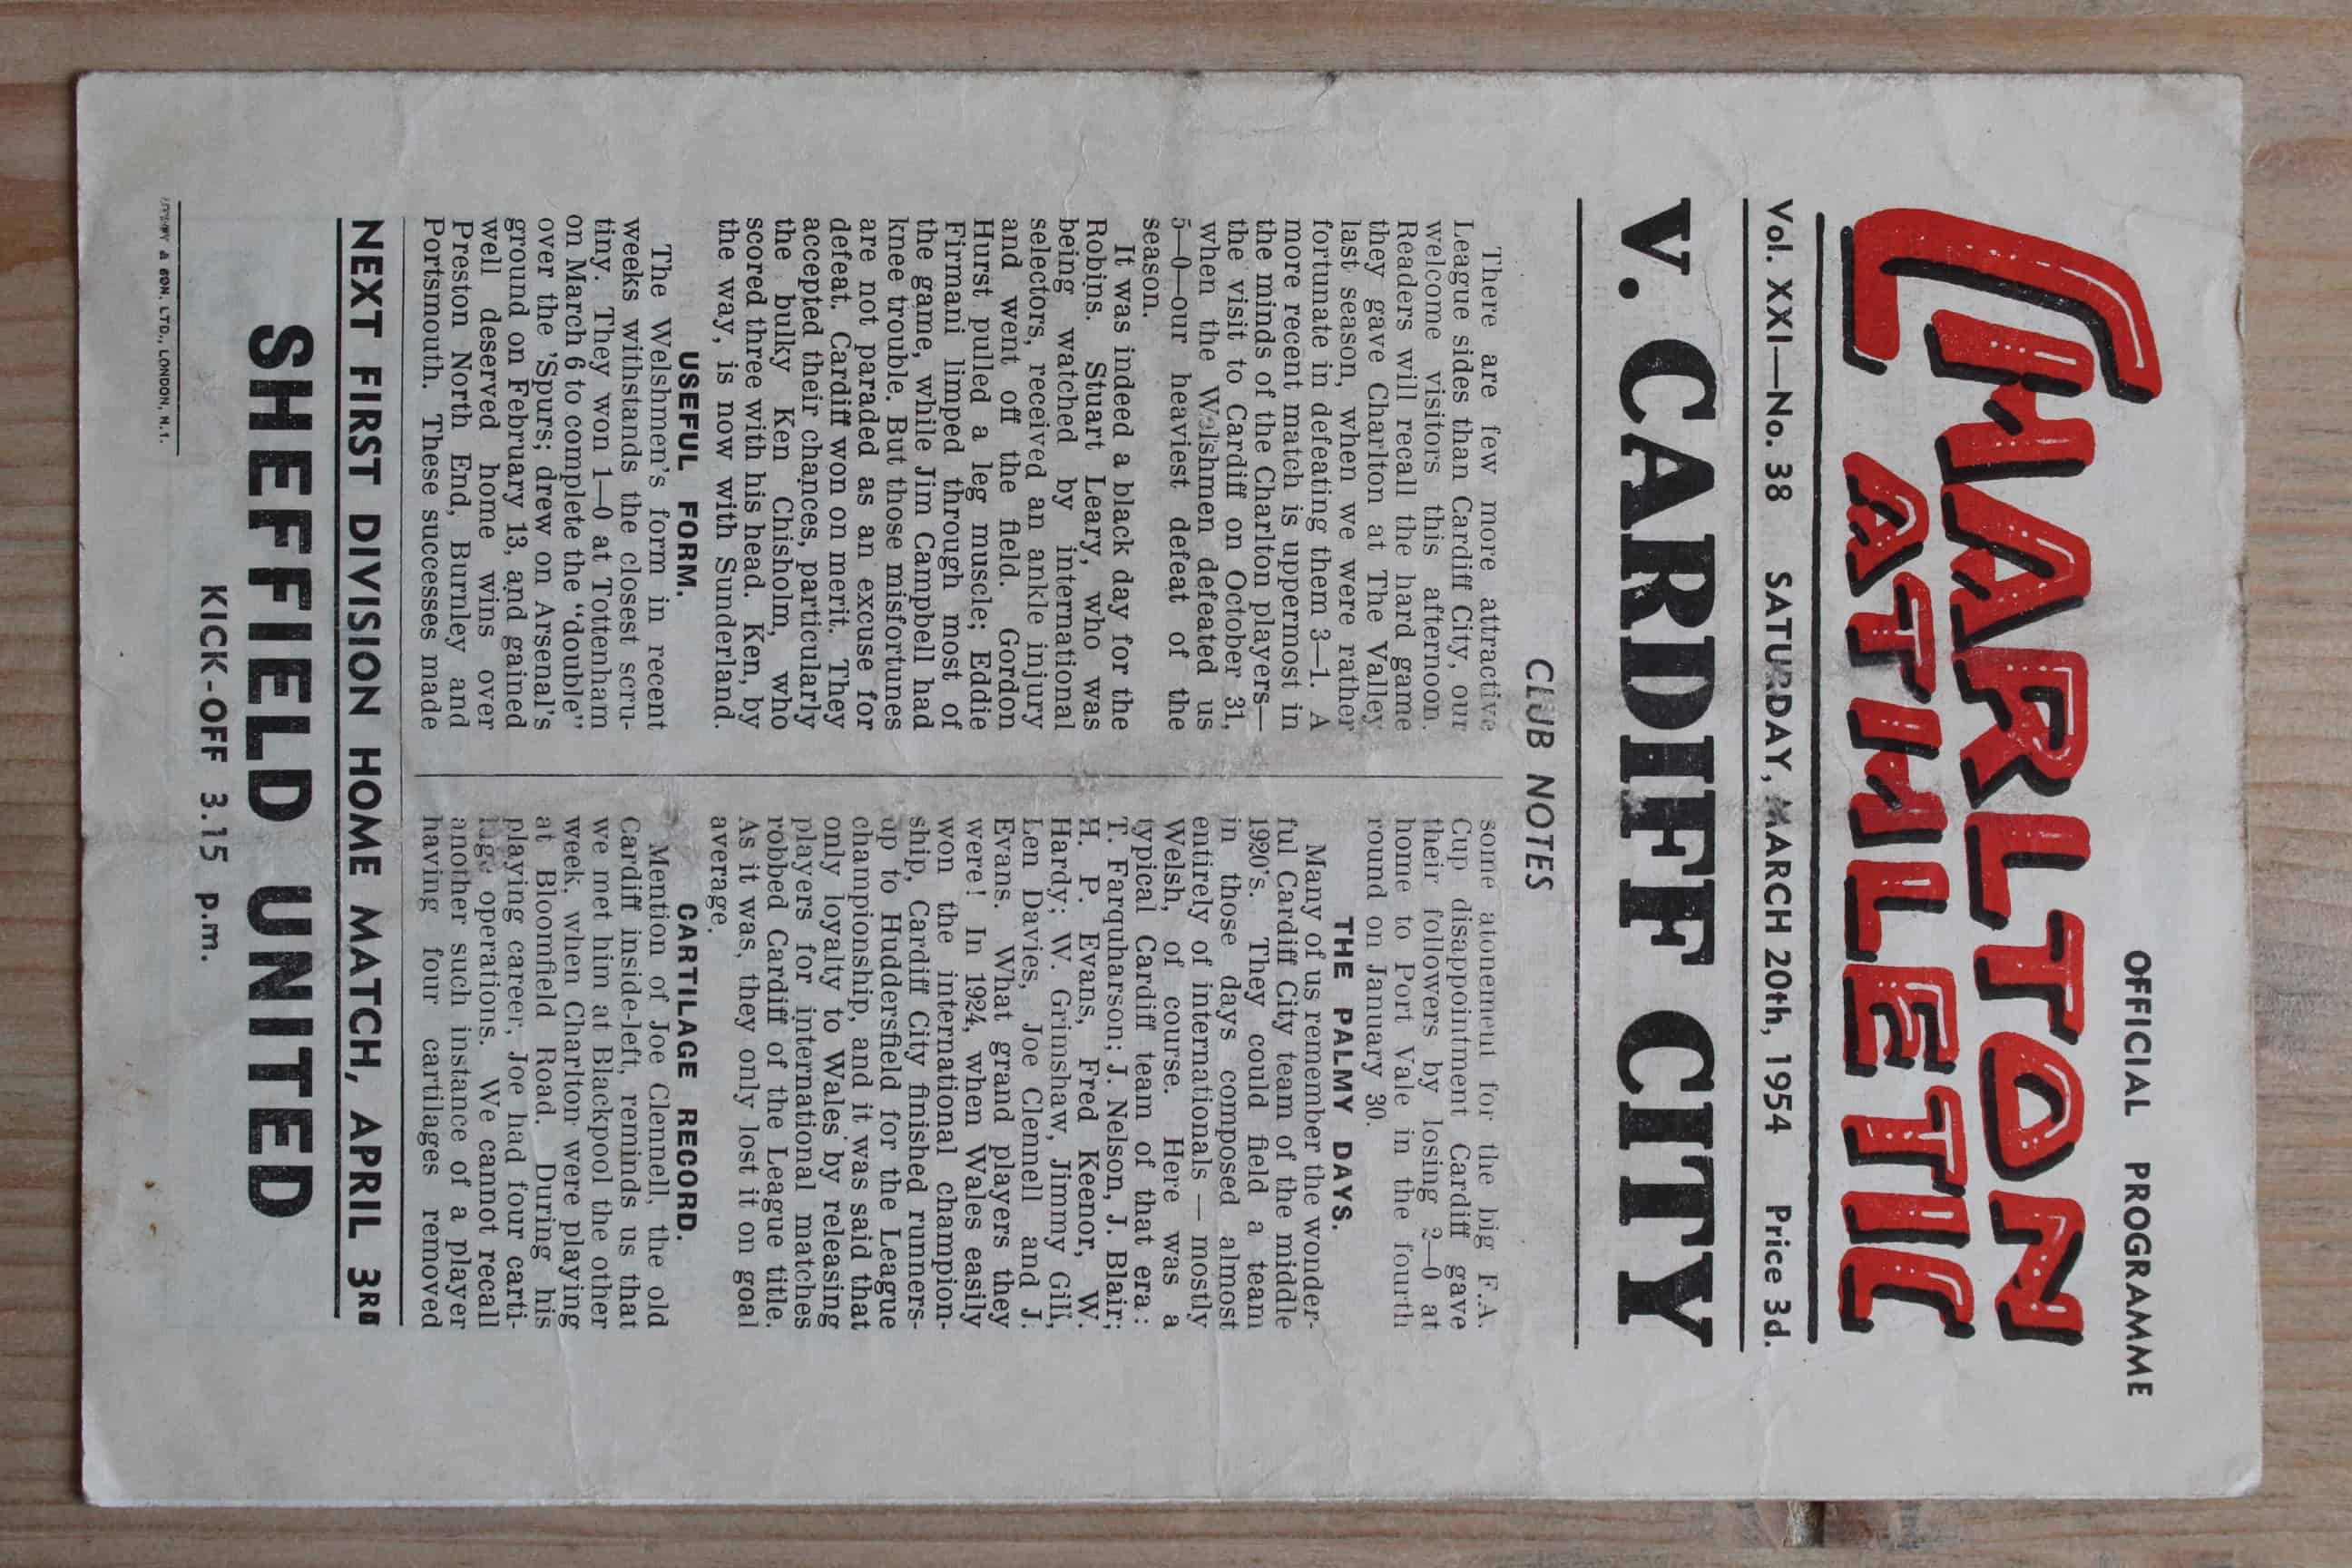 OFFICIAL PROGRAMME
CHARLTON
ATHLETIC
Vol. XXI—No. 38 SATURDAY, MARCH 20th, 1954 Price 3d.
v. CARDIFF CITY
CLUB NOTES
There are few more attractive
League sides than Cardiff City, our
welcome visitors this afternoon.
Readers will recall the hard game
they gave Charlton at The Valley
last season, when we were rather
fortunate in defeating them 3—1. A
more recent match is uppermost in
the minds of the Charlton players—
the visit to Cardiff on October 31,
when the Welshmen defeated us
5—0—our heaviest defeat of the
season.
It was indeed a black day for the
Robins. Stuart Leary, who was
being watched by international
selectors, received an ankle injury
and went off the field. Gordon
Hurst pulled a leg muscle; Eddie
Firmani limped through most of
the game, while Jim Campbell had
knee trouble. But those misfortunes
are not paraded as an excuse for
defeat. Cardiff won on merit. They
accepted their chances, particularly
the bulky Ken Chisholm, who
scored three with his head. Ken, by
the way, is now with Sunderland.
USEFUL FORM.
The Welshmen's form in recent
weeks withstands the closest scru-
tiny. They won 1—0 at Tottenham
on March 6 to complete the "double"
over the 'Spurs; drew on Arsenal's
ground on February 13, and gained
well deserved home wins over
Preston North End, Burnley and
Portsmouth. These successes made
some atonement for the big F.A.
Cup disappointment Cardiff gave
their followers by losing 2—0 at
home to Port Vale in the fourth
round on January 30.
THE PALMY DAYS.
Many of us remember the wonder-
ful Cardiff City team of the middle
1920's. They could field a team
in those days composed almost
entirely of internationals — mostly
Welsh, of course. Here was a
typical Cardiff team of that era:
T. Farquharson; J. Nelson, J. Blair;
H. P. Evans, Fred Keenor, W.
Hardy; W. Grimshaw, Jimmy Gill,
Len Davies, Joe Clennell and J.
Evans. What grand players they
were! In 1924, when Wales easily
won the international champion-
ship, Cardiff City finished runners-
up to Huddersfield for the League
championship, and it was said that
only loyalty to Wales by releasing
players for international matches
robbed Cardiff of the League title.
As it was, they only lost it on goal
average.
CARTILAGE RECORD.
Mention of Joe Clennell, the old
Cardiff inside-left, reminds us that
we met him at Blackpool the other
week, when Charlton were playing
at Bloomfield Road. During his
playing career, Joe had four carti-
lage operations. We cannot recall
another such instance of a player
having four cartilages removed
NEXT FIRST DIVISION HOME MATCH, APRIL 3RD
SHEFFIELD UNITED
KICK-OFF 3.15 p.m.
& SON, LTD., LONDON, N.1.